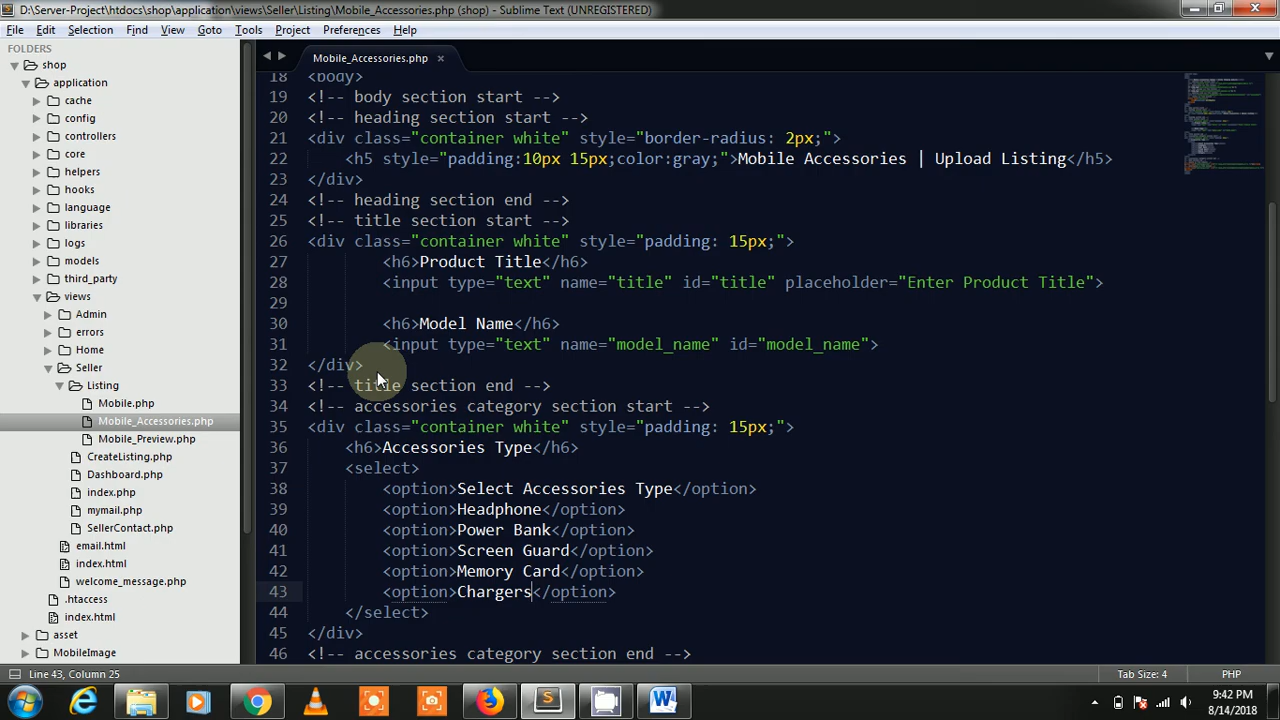 D:\Server-Project\htdocs\shop\application\views\Seller\Listing\Mobile_Accessories.php (shop) - Sublime Text (UNREGISTERED)
File Edit Selection Find View Goto Tools Project Preferences Help
FOLDERS
shop
application
cache
config
controllers
core
helpers
hooks
language
libraries
logs
models
third_party
views
Admin
errors
Home
Seller
Listing
Mobile.php
Mobile_Accessories.php
Mobile_Preview.php
CreateListing.php
Dashboard.php
index.php
mymail.php
SellerContact.php
email.html
index.html
welcome_message.php
.htaccess
index.html
asset
MobileImage
Mobile_Accessories.php ×
18 <body>
19 <!-- body section start -->
20 <!-- heading section start -->
21 <div class="container white" style="border-radius: 2px;">
22 <h5 style="padding:10px 15px;color:gray;">Mobile Accessories | Upload Listing</h5>
23 </div>
24 <!-- heading section end -->
25 <!-- title section start -->
26 <div class="container white" style="padding: 15px;">
27 <h6>Product Title</h6>
28 <input type="text" name="title" id="title" placeholder="Enter Product Title">
29
30 <h6>Model Name</h6>
31 <input type="text" name="model_name" id="model_name">
32 </div>
33 <!-- title section end -->
34 <!-- accessories category section start -->
35 <div class="container white" style="padding: 15px;">
36 <h6>Accessories Type</h6>
37 <select>
38 <option>Select Accessories Type</option>
39 <option>Headphone</option>
40 <option>Power Bank</option>
41 <option>Screen Guard</option>
42 <option>Memory Card</option>
43 <option>Chargers</option>
44 </select>
45 </div>
46 <!-- accessories category section end -->
Line 43, Column 25
Tab Size: 4
PHP
9:42 PM
8/14/2018